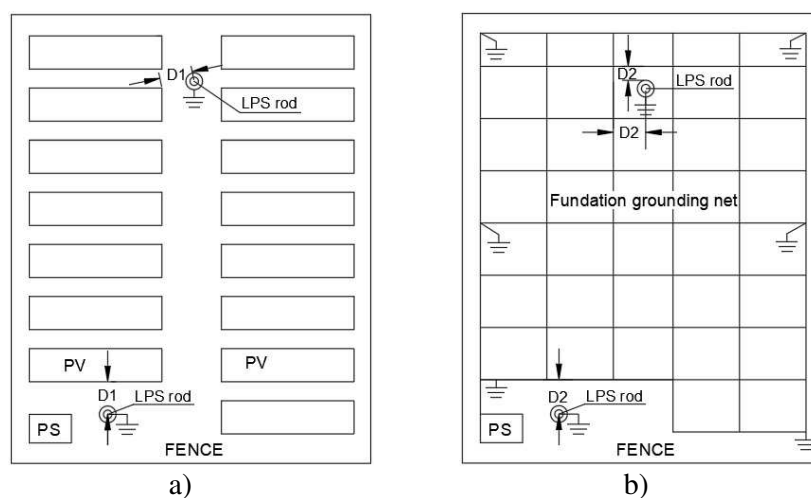 D1
LPS rod
PV
PV
D1
LPS rod
PS
FENCE
a)
D2
LPS rod
D2
Fundation grounding net
D2
LPS rod
PS
FENCE
b)